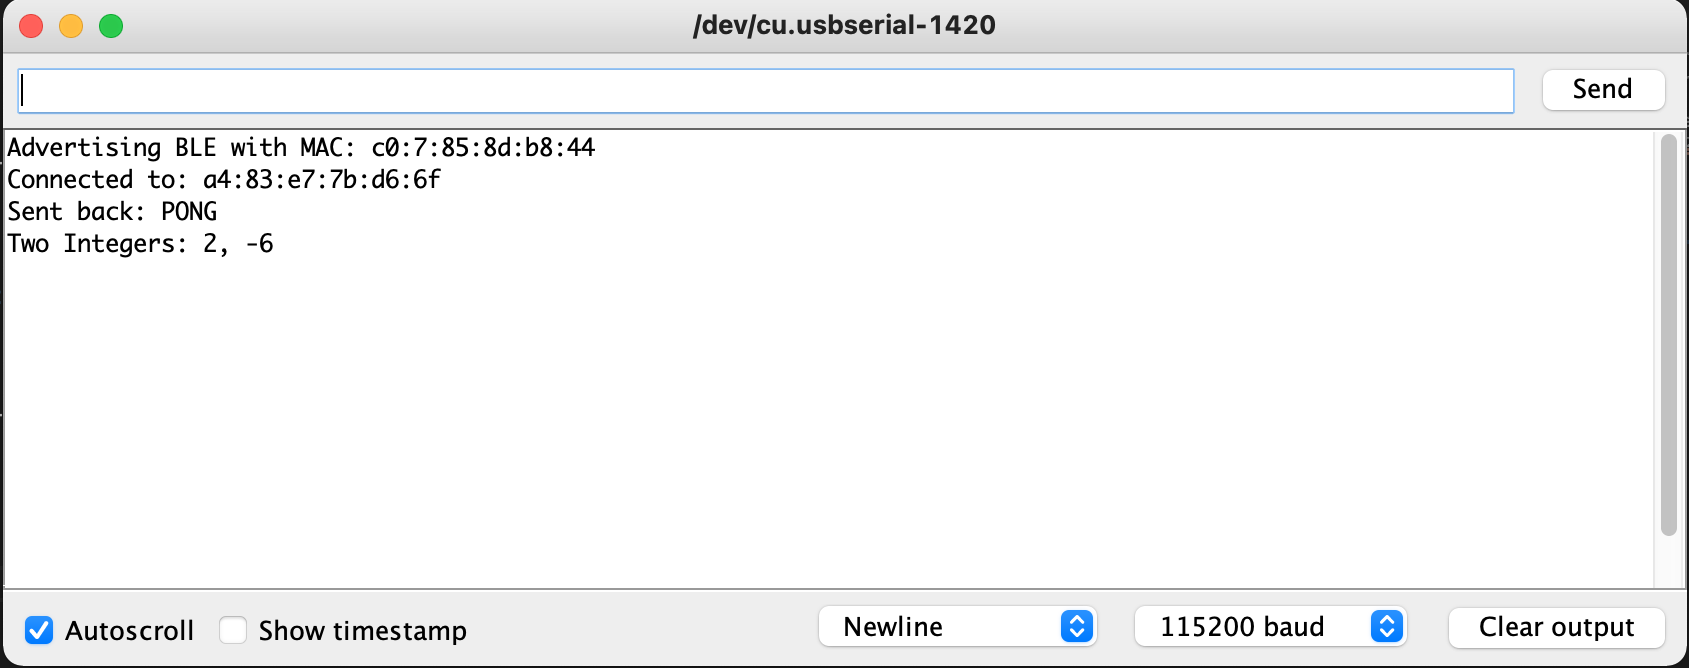 /dev/cu.usbserial-1420
Send
Advertising BLE with MAC: c0:7:85:8d:b8:44
Connected to: a4:83:e7:7b:d6:6f
Sent back: PONG
Two Integers: 2, -6
Autoscroll Show timestamp Newline 115200 baud Clear output